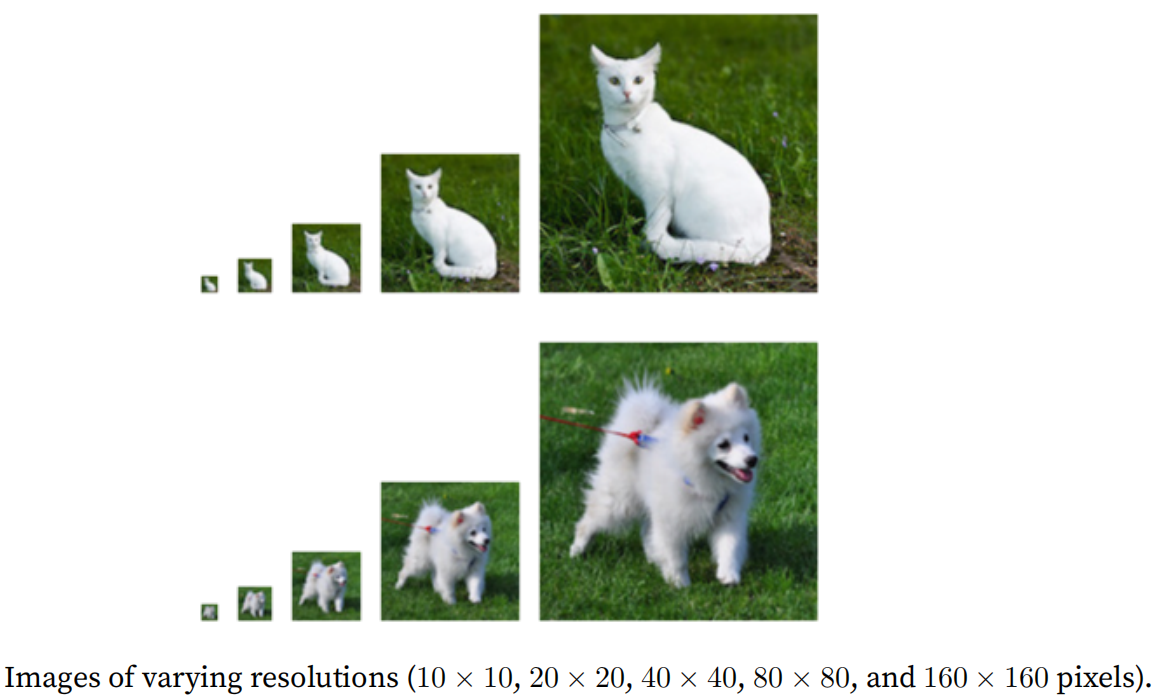 Images of varying resolutions (10 × 10, 20 × 20, 40 × 40, 80 × 80, and 160 × 160 pixels).